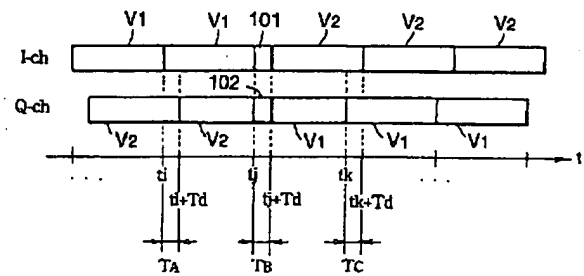 V1 V1 101 V2 V2 V2
I-ch
102
Q-ch
V2 V2 V1 V1 V1
t
ti tj tk
. . . ti+Td tj+Td tk+Td . . .
TA TB TC